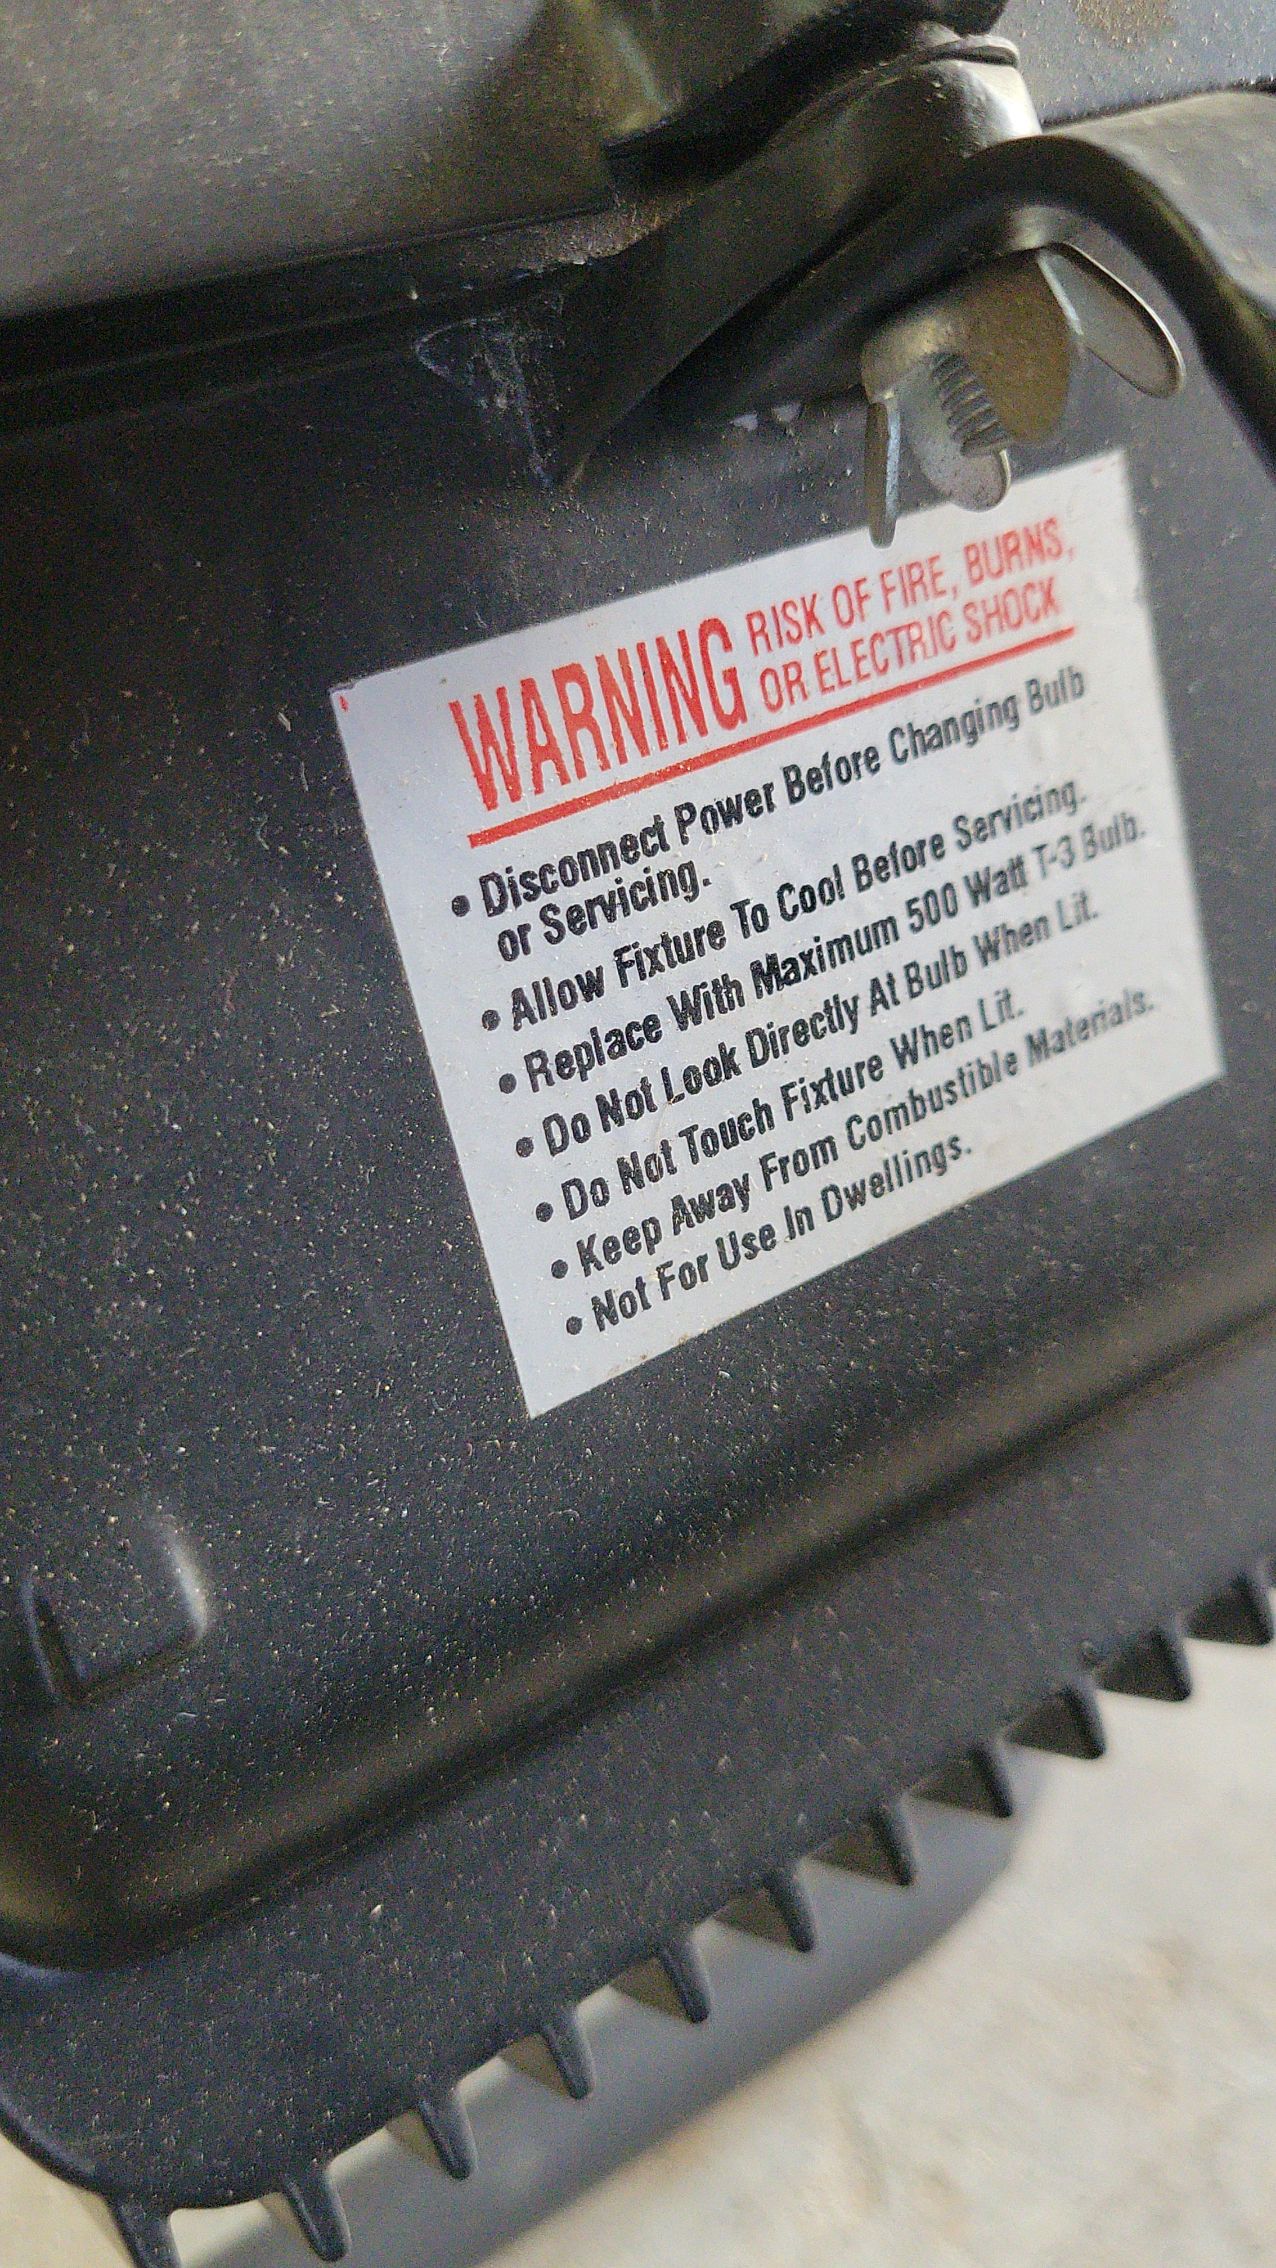 WARNING RISK OF FIRE, BURNS,
OR ELECTRIC SHOCK
• Disconnect Power Before Changing Bulb
or Servicing.
• Allow Fixture To Cool Before Servicing.
• Replace With Maximum 500 Watt T-3 Bulb.
• Do Not Look Directly At Bulb When Lit.
• Do Not Touch Fixture When Lit.
• Keep Away From Combustible Materials.
• Not For Use In Dwellings.